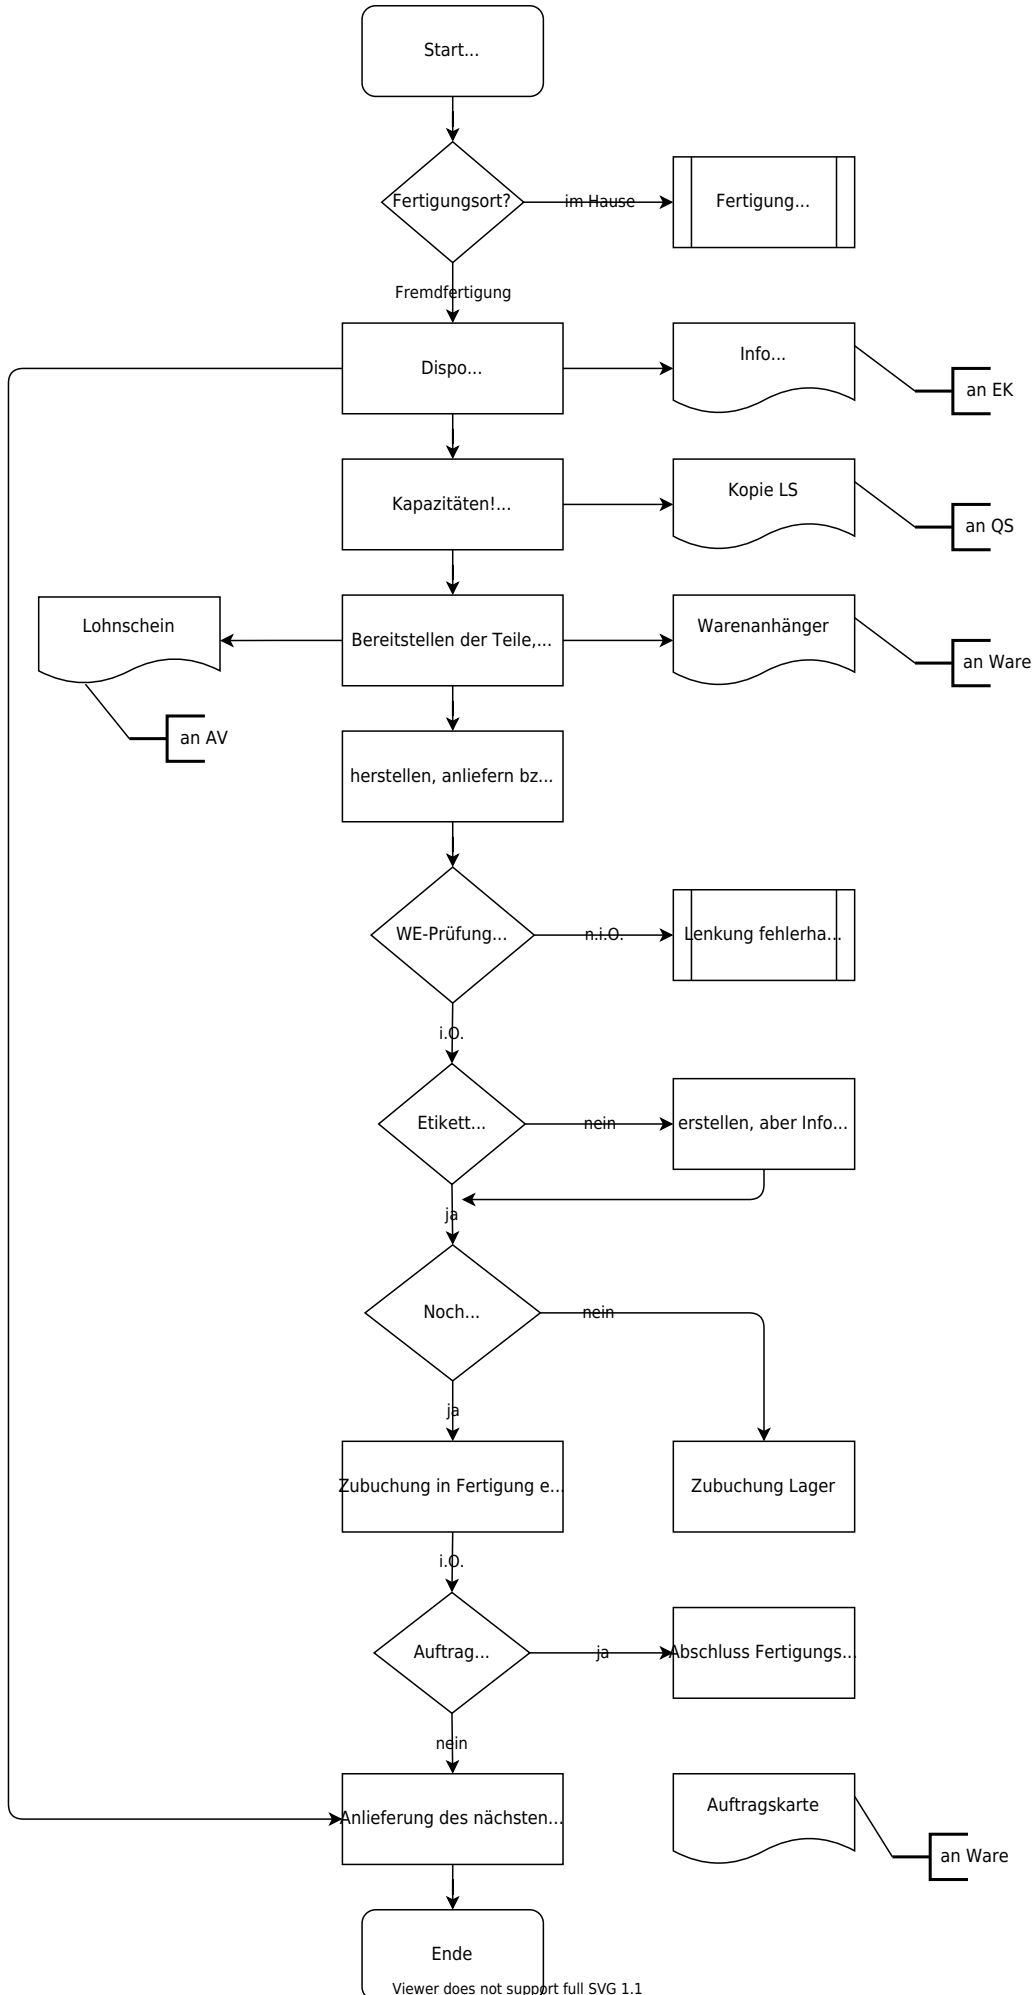 Start...
Fertigungsort?
im Hause
Fertigung...
Fremdfertigung
Dispo...
Info...
an EK
Kapazitäten!...
Kopie LS
an QS
Lohnschein
Bereitstellen der Teile,...
Warenanhänger
an Ware
an AV
herstellen, anliefern bz...
WE-Prüfung...
n.i.O.
Lenkung fehlerha...
i.O.
Etikett...
nein
erstellen, aber Info...
ja
Noch...
nein
ja
Zubuchung in Fertigung e...
Zubuchung Lager
i.O.
Auftrag...
ja
Abschluss Fertigungs...
nein
Anlieferung des nächsten...
Auftragskarte
an Ware
Ende
Viewer does not support full SVG 1.1